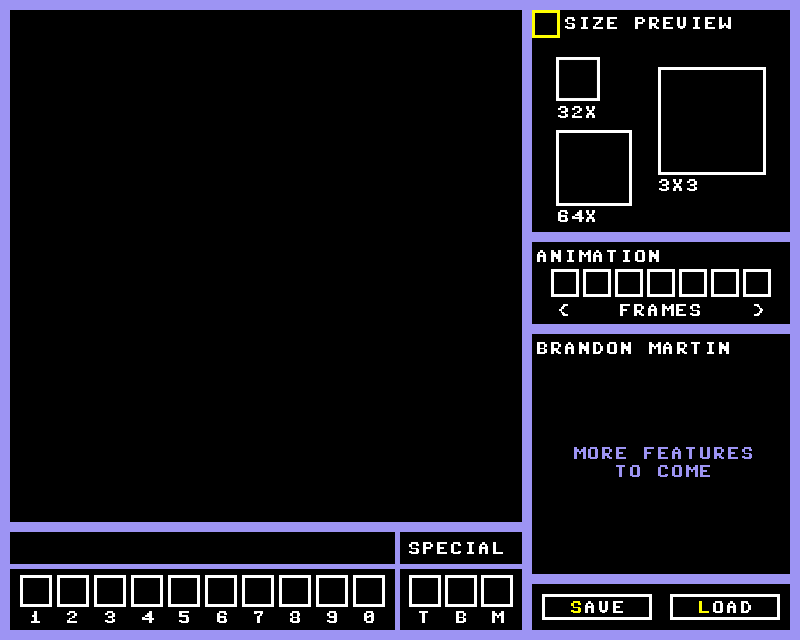 SIZE PREVIEW
32X
3X3
64X
ANIMATION
< FRAMES >
BRANDON MARTIN
MORE FEATURES
TO COME
SPECIAL
1 2 3 4 5 6 7 8 9 0
T B M
SAVE LOAD